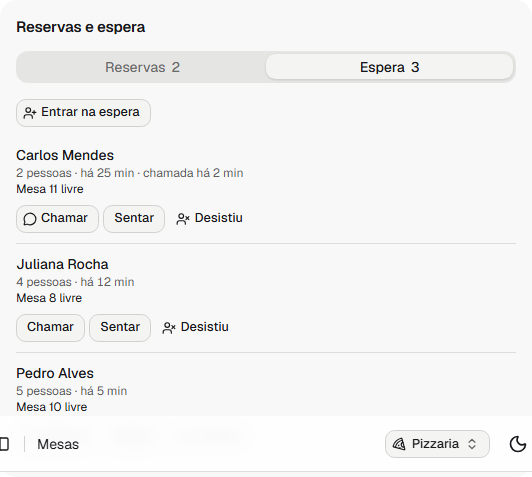 Reservas e espera
Reservas 2
Espera 3
Entrar na espera
Carlos Mendes
2 pessoas · há 25 min · chamada há 2 min
Mesa 11 livre
Chamar
Sentar
Desistiu
Juliana Rocha
4 pessoas · há 12 min
Mesa 8 livre
Chamar
Sentar
Desistiu
Pedro Alves
5 pessoas · há 5 min
Mesa 10 livre
Mesas
Pizzaria